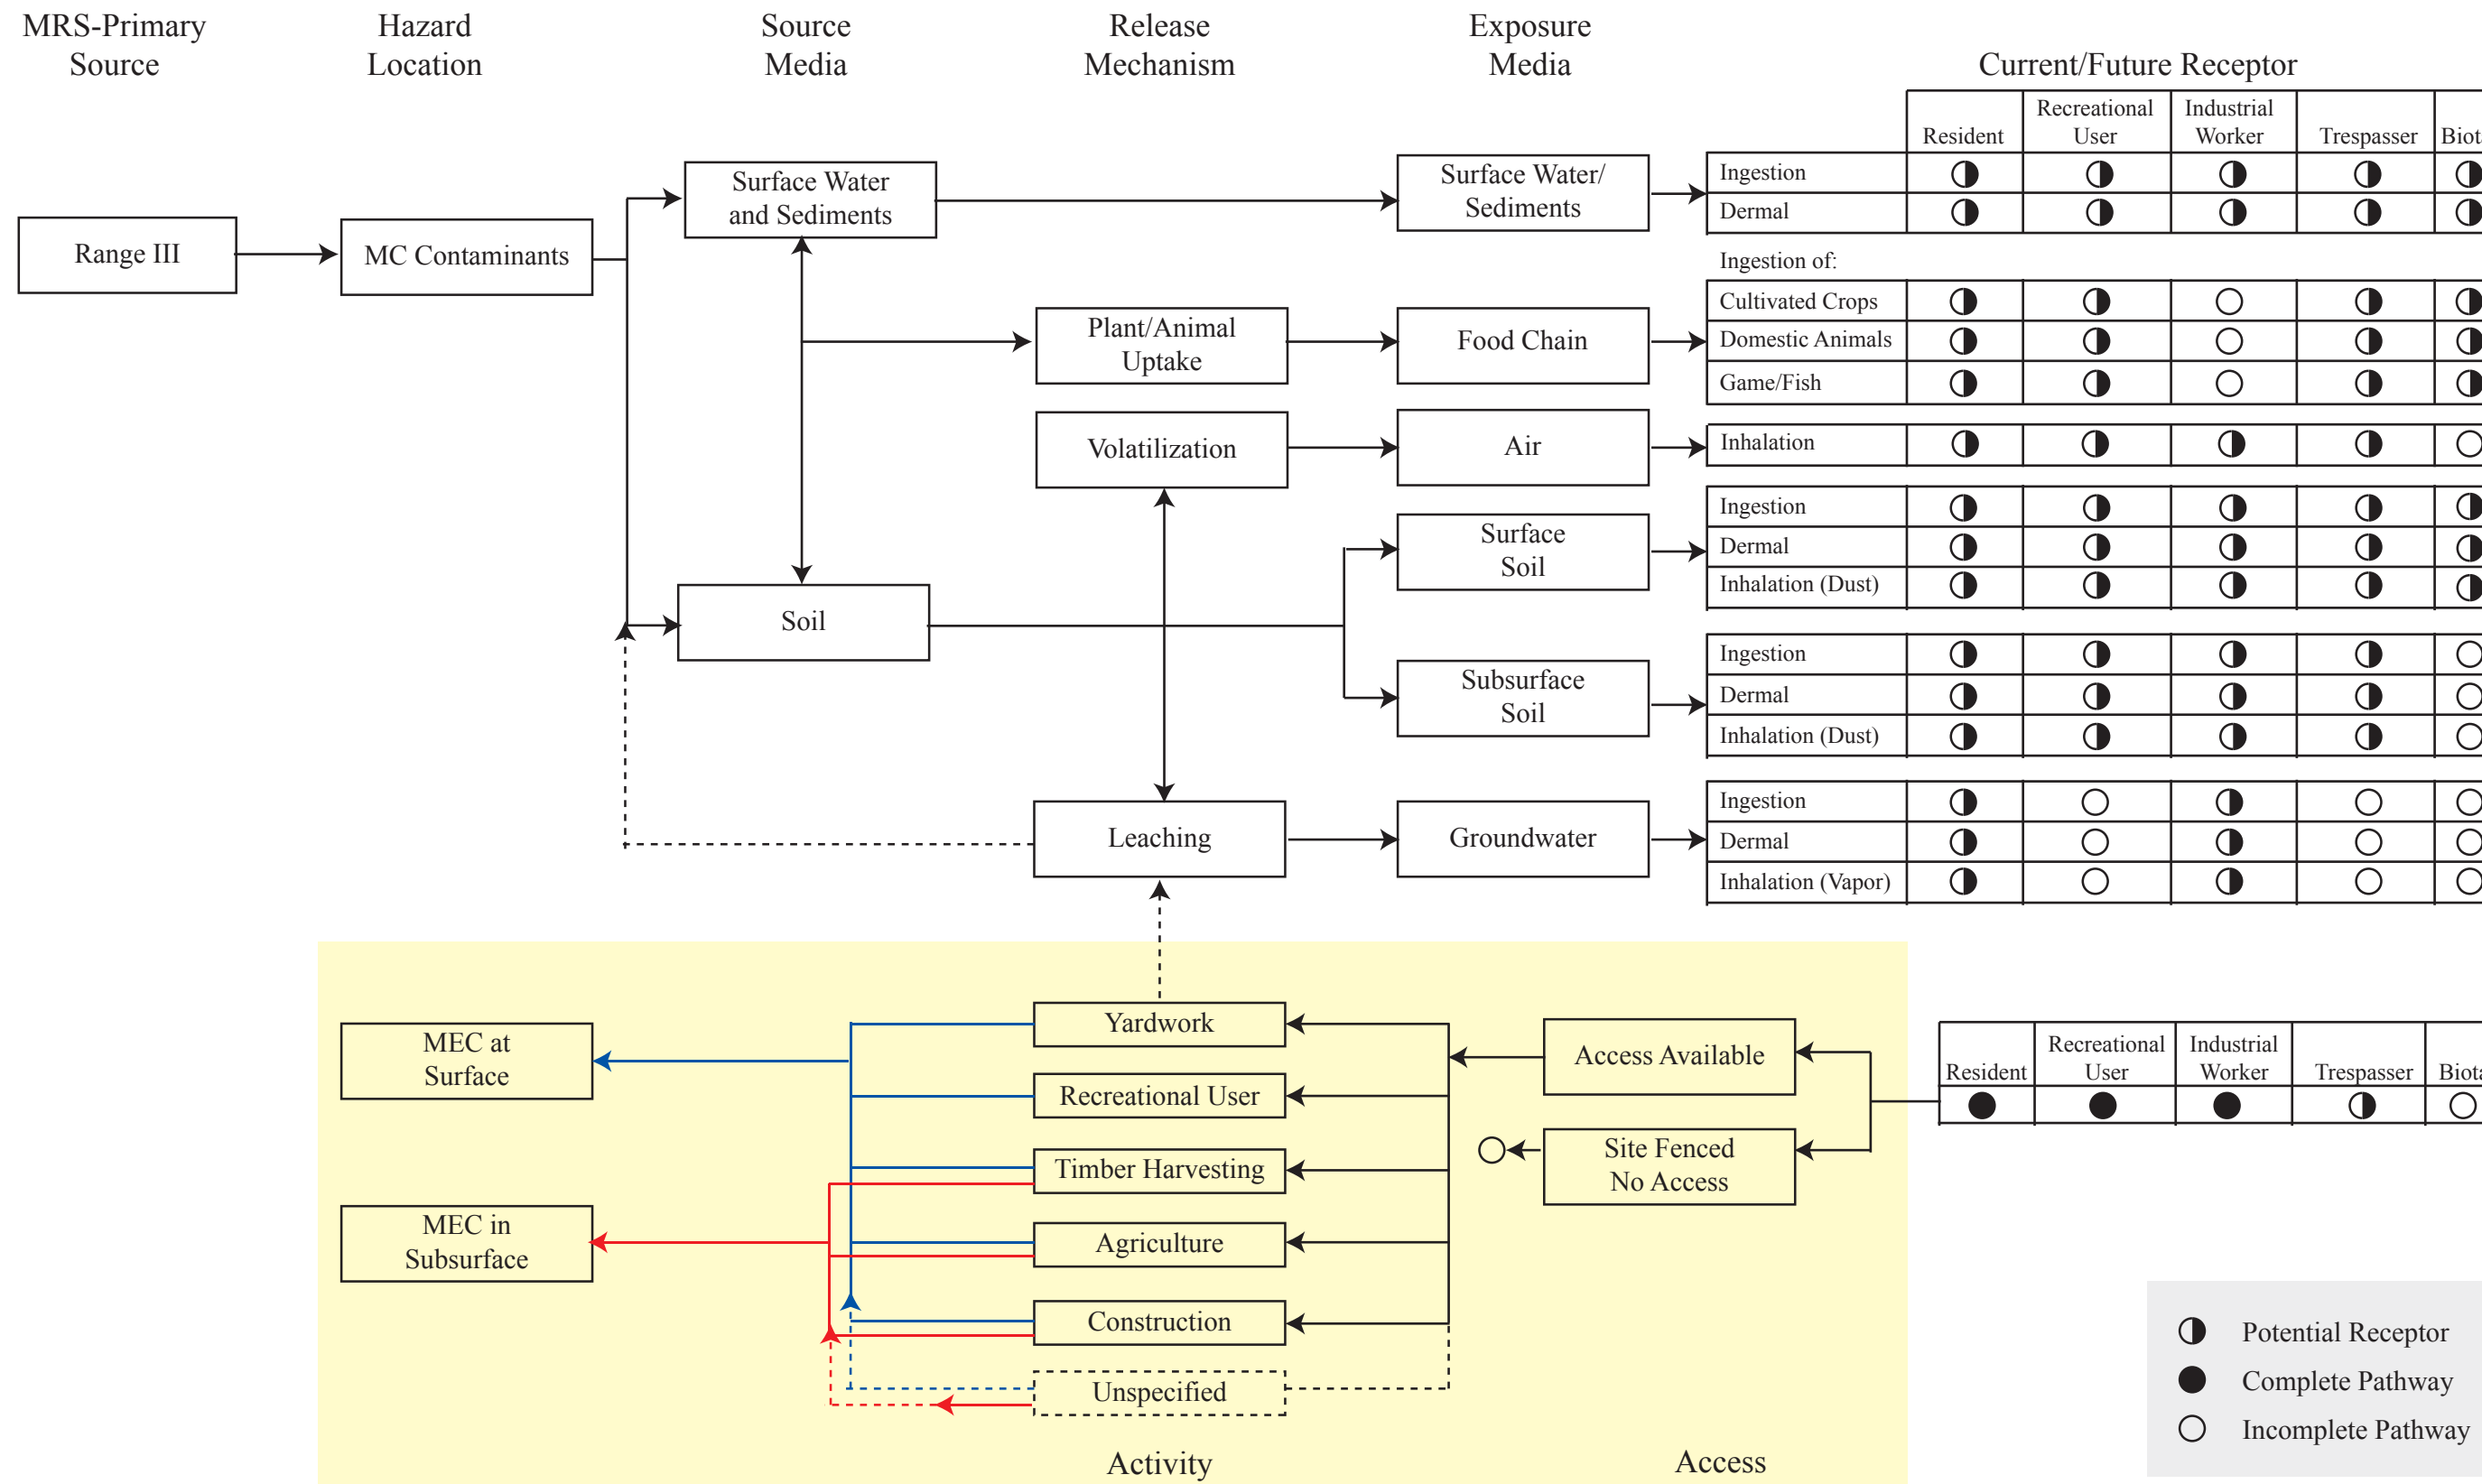 MRS-Primary
Source
Hazard
Location
Source
Media
Release
Mechanism
Exposure
Media
Current/Future Receptor
Resident
Recreational
User
Industrial
Worker
Trespasser
Biota
Range III
MC Contaminants
Surface Water
and Sediments
Surface Water/
Sediments
Ingestion
Dermal
Ingestion of:
Plant/Animal
Uptake
Food Chain
Cultivated Crops
Domestic Animals
Game/Fish
Volatilization
Air
Inhalation
Soil
Surface
Soil
Ingestion
Dermal
Inhalation (Dust)
Subsurface
Soil
Ingestion
Dermal
Inhalation (Dust)
Leaching
Groundwater
Ingestion
Dermal
Inhalation (Vapor)
MEC at
Surface
MEC in
Subsurface
Yardwork
Recreational User
Timber Harvesting
Agriculture
Construction
Unspecified
Activity
Access Available
Site Fenced
No Access
Access
Resident
Recreational
User
Industrial
Worker
Trespasser
Biota
Potential Receptor
Complete Pathway
Incomplete Pathway